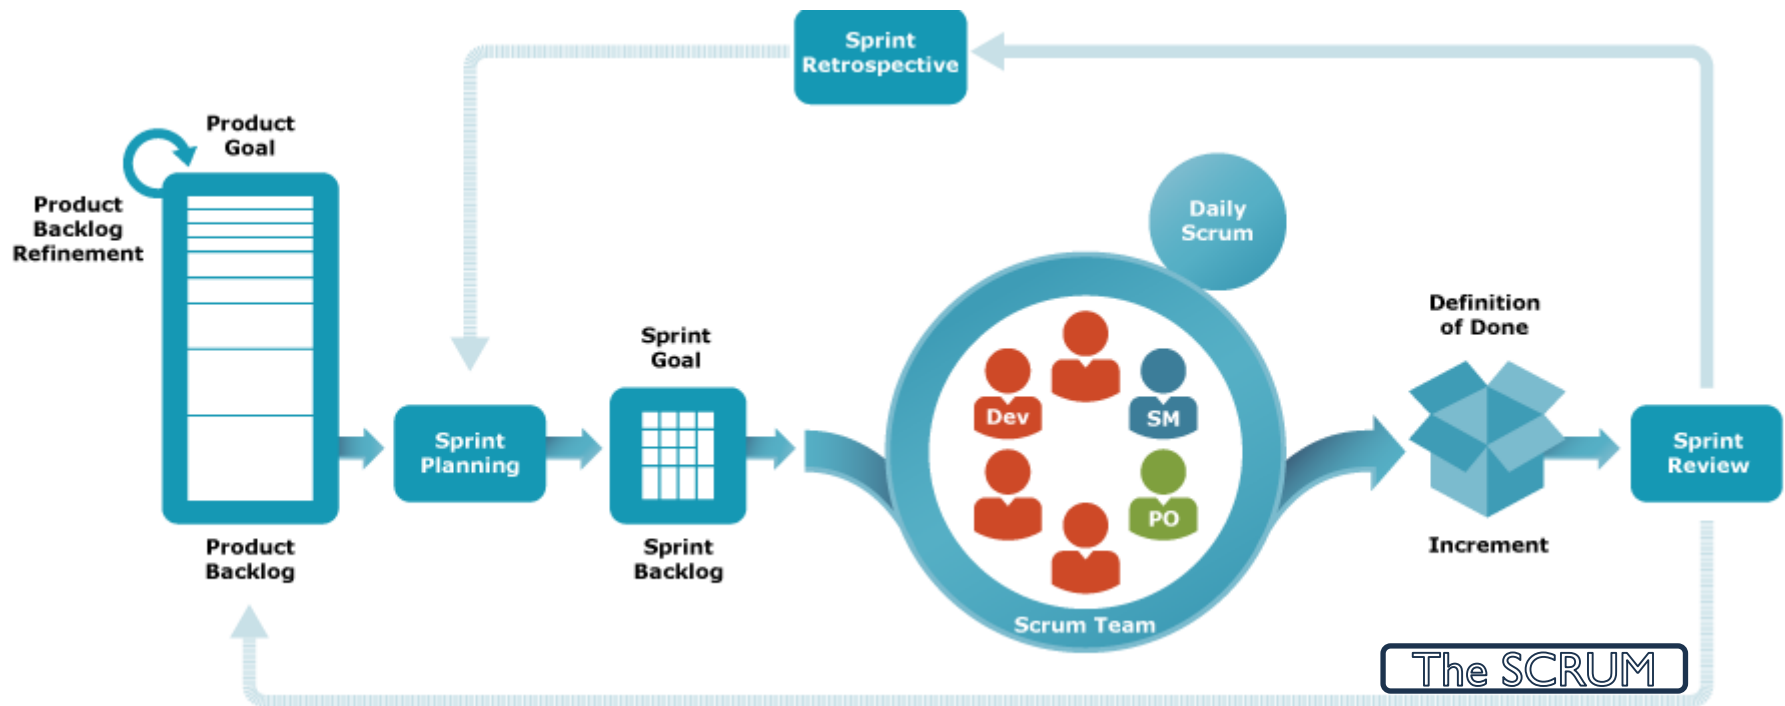 Sprint
Retrospective
Product
Goal
Product
Backlog
Refinement
Daily
Scrum
Sprint
Goal
Definition
of Done
Dev
SM
Sprint
Planning
Sprint
Review
PO
Product
Backlog
Sprint
Backlog
Increment
Scrum Team
The SCRUM